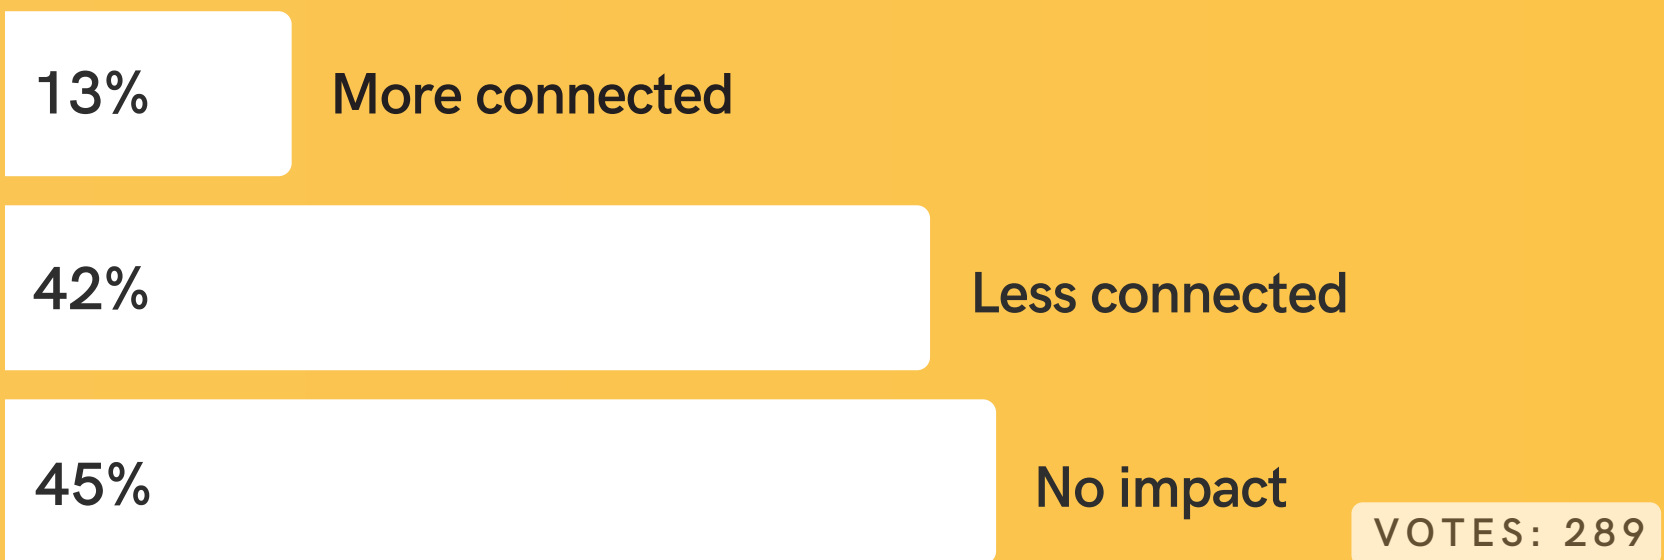 13% More connected
42% Less connected
45% No impact
VOTES: 289